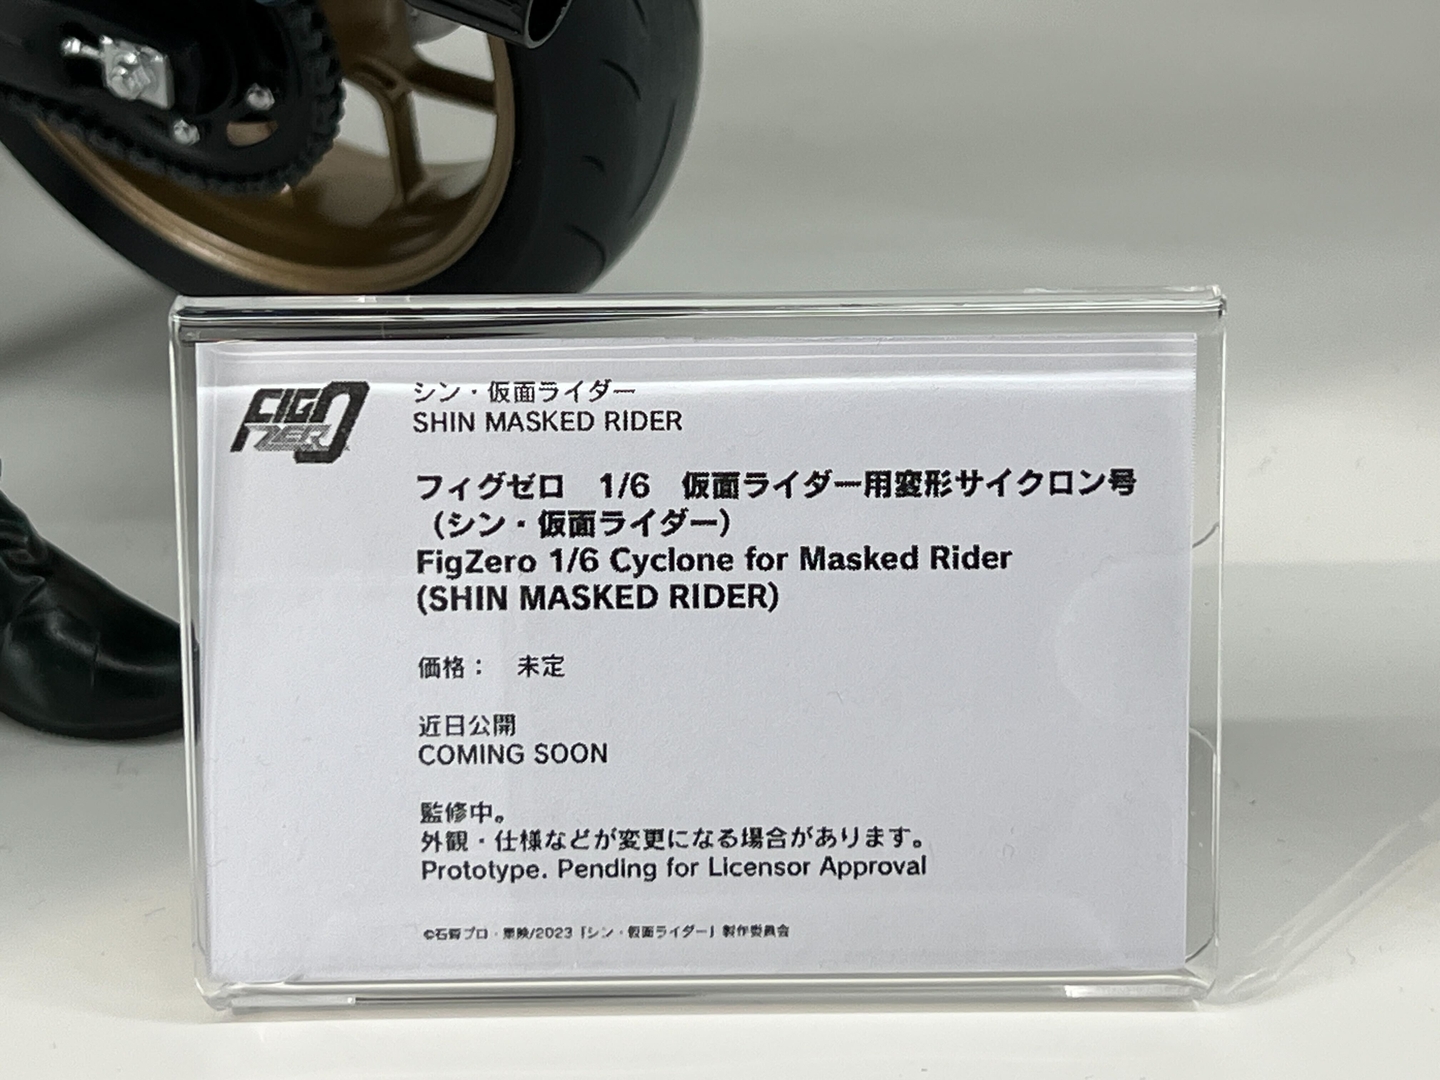 FIG ZERO
シン・仮面ライダー
SHIN MASKED RIDER
フィグゼロ　1/6　仮面ライダー用変形サイクロン号
（シン・仮面ライダー）
FigZero 1/6 Cyclone for Masked Rider
(SHIN MASKED RIDER)
価格：　未定
近日公開
COMING SOON
監修中。
外観・仕様などが変更になる場合があります。
Prototype. Pending for Licensor Approval
©石森プロ・東映/2023「シン・仮面ライダー」製作委員会